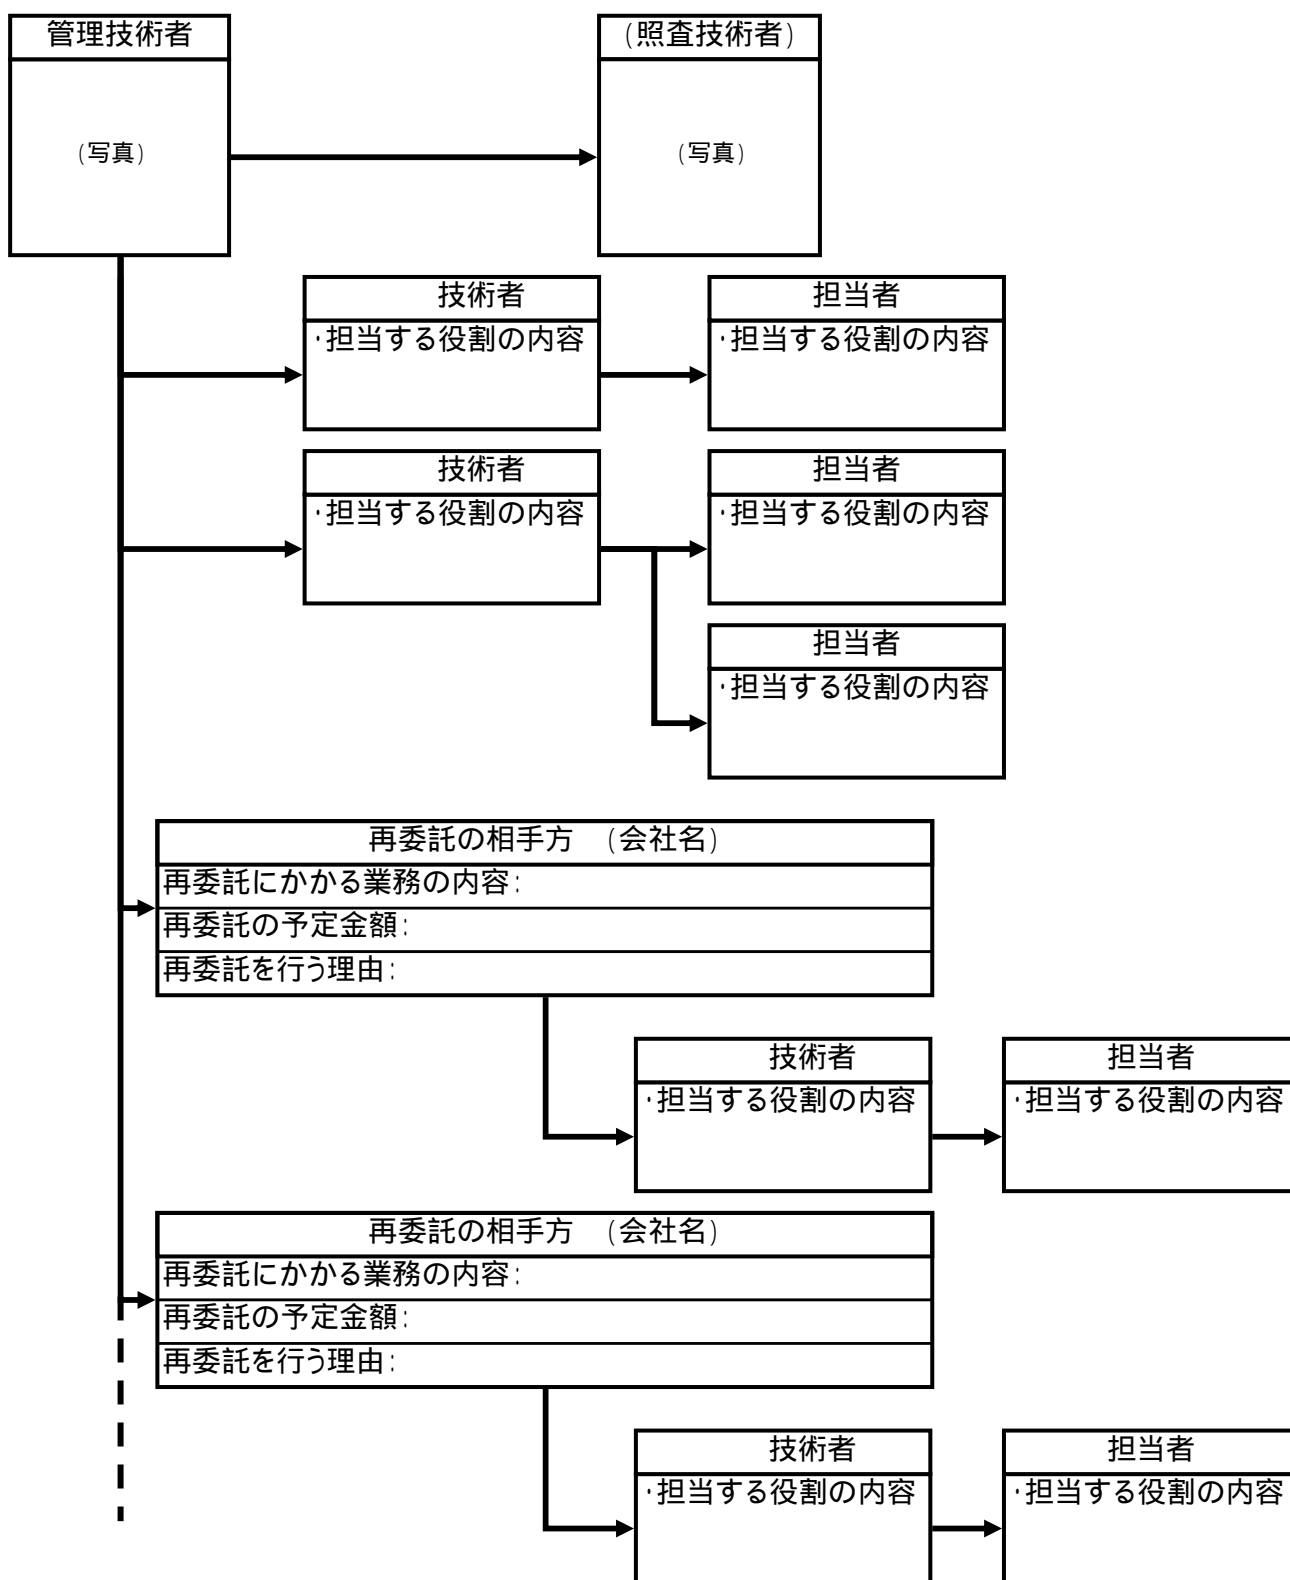 管理技術者
(照査技術者)
(写真)
(写真)
技術者
担当者
・担当する役割の内容
・担当する役割の内容
技術者
担当者
・担当する役割の内容
・担当する役割の内容
担当者
・担当する役割の内容
再委託の相手方　(会社名)
再委託にかかる業務の内容:
再委託の予定金額:
再委託を行う理由:
技術者
担当者
・担当する役割の内容
・担当する役割の内容
再委託の相手方　(会社名)
再委託にかかる業務の内容:
再委託の予定金額:
再委託を行う理由:
技術者
担当者
・担当する役割の内容
・担当する役割の内容